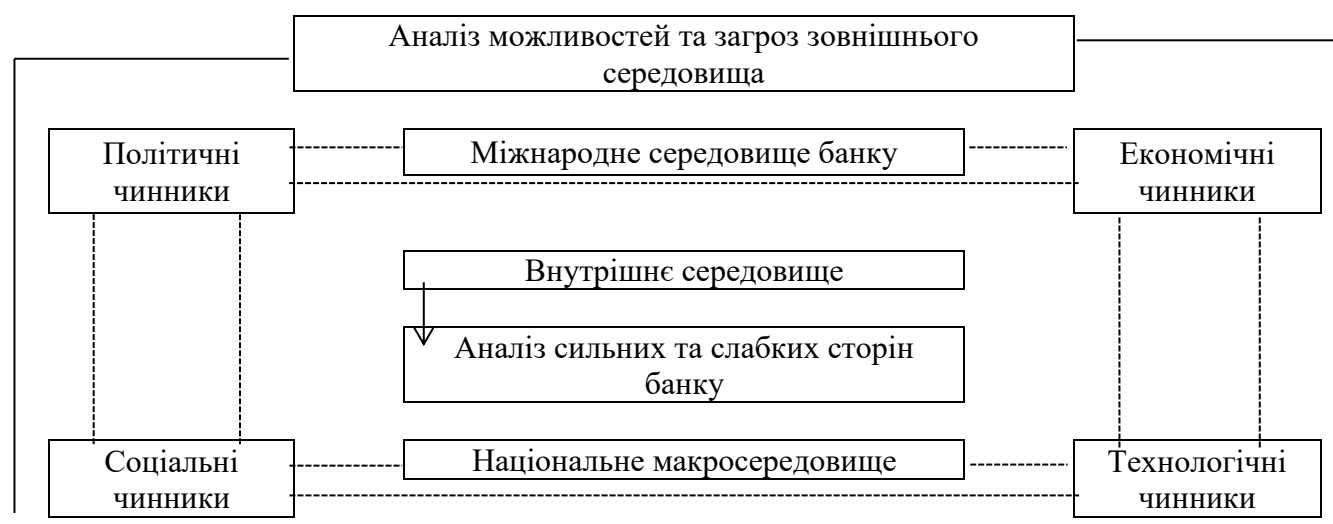 Аналіз можливостей та загроз зовнішнього
середовища
Політичні
чинники
Міжнародне середовище банку
Економічні
чинники
Внутрішнє середовище
Аналіз сильних та слабких сторін
банку
Соціальні
чинники
Національне макросередовище
Технологічні
чинники